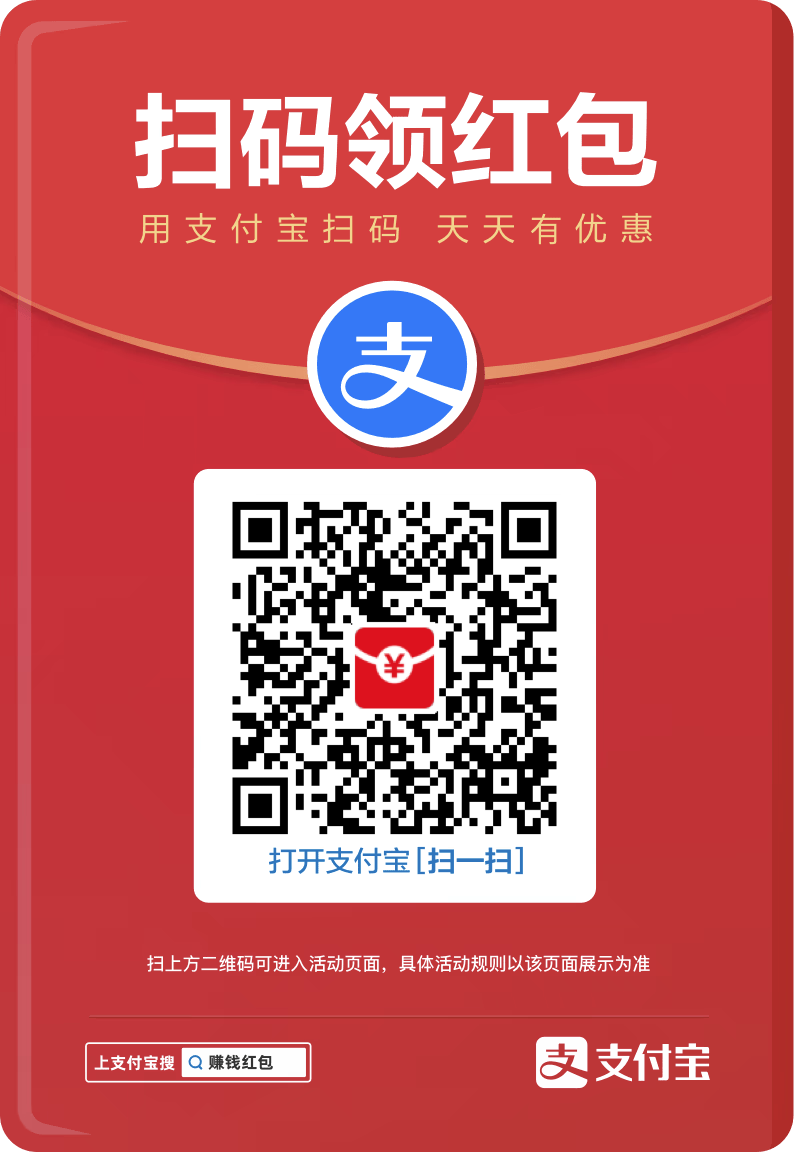 扫码领红包
用支付宝扫码 天天有优惠
支
¥
打开支付宝[扫一扫]
扫上方二维码可进入活动页面，具体活动规则以该页面展示为准
上支付宝搜 赚钱红包
支 支付宝